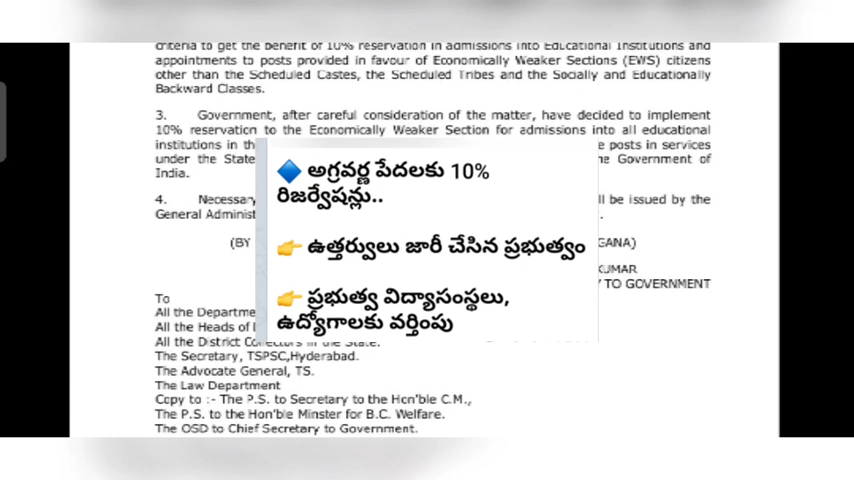 criteria to get the benefit of 10% reservation in admissions into Educational Institutions and
appointments to posts provided in favour of Economically Weaker Sections (EWS) citizens
other than the Scheduled Castes, the Scheduled Tribes and the Socially and Educationally
Backward Classes.
3. Government, after careful consideration of the matter, have decided to implement
10% reservation to the Economically Weaker Section for admissions into all educational
institutions in th e posts in services
under the State ne Government of
India.
4. Necessary ll be issued by the
General Administ
(BY GANA)
KUMAR
Y TO GOVERNMENT
🔷 అగ్రవర్ణ పేదలకు 10%
రిజర్వేషన్లు..
👉 ఉత్తర్వులు జారీ చేసిన ప్రభుత్వం
👉 ప్రభుత్వ విద్యాసంస్థలు,
ఉద్యోగాలకు వర్తింపు
To
All the Departme
All the Heads of
All the District Collectors in the State.
The Secretary, TSPSC,Hyderabad.
The Advocate General, TS.
The Law Department
Copy to :- The P.S. to Secretary to the Hon'ble C.M.,
The P.S. to the Hon'ble Minster for B.C. Welfare.
The OSD to Chief Secretary to Government.